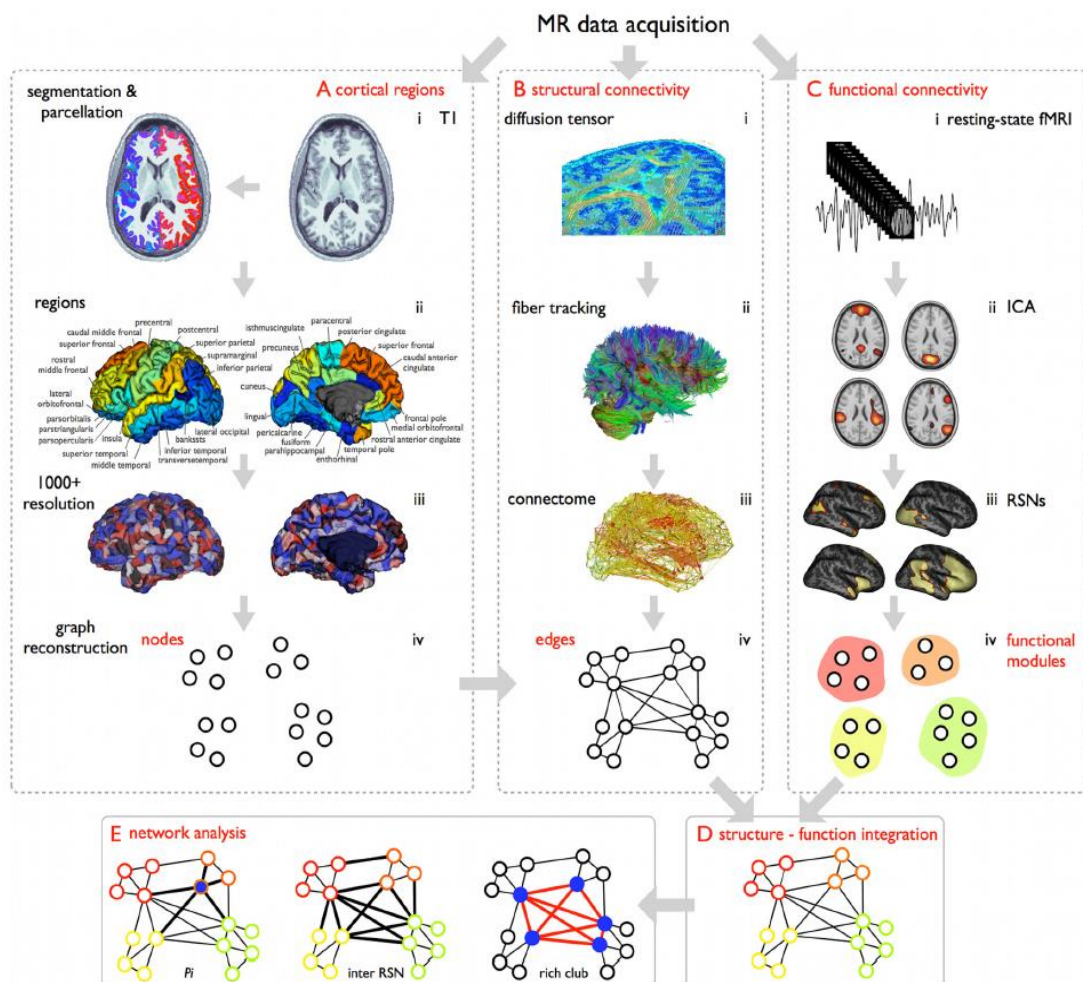 MR data acquisition
segmentation &
parcellation
A cortical regions
i T1
regions
ii
caudal middle frontal
superior frontal
rostral
middle frontal
lateral
orbitofrontal
parsorbitalis
parstriangularis
parsopercularis
precentral
postcentral
superior parietal
supramarginal
inferior parietal
insula
superior temporal
middle temporal
lateral occipital
bankssts
inferior temporal
transversetemporal
isthmuscingulate
precuneus
cuneus
lingual
pericalcarine
fusiform
parahippocampal
enthorhinal
paracentral
posterior cingulate
superior frontal
caudal anterior
cingulate
frontal pole
medial orbitofrontal
rostral anterior cingulate
temporal pole
1000+
resolution
iii
graph
reconstruction
nodes
iv
B structural connectivity
diffusion tensor
i
fiber tracking
ii
connectome
iii
edges
iv
C functional connectivity
i resting-state fMRI
ii ICA
iii RSNs
iv functional
modules
E network analysis
Pi
inter RSN
rich club
D structure - function integration